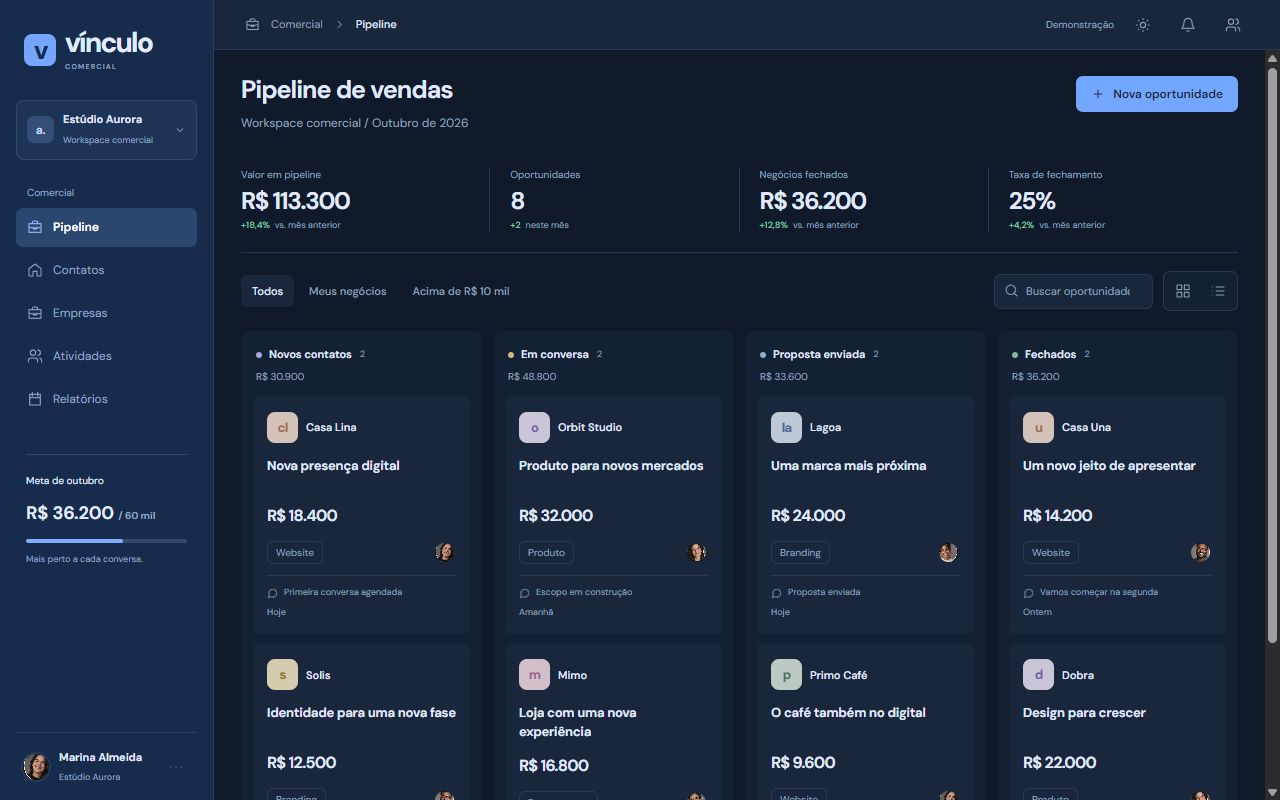 v vínculo
COMERCIAL
a. Estúdio Aurora
Workspace comercial
Comercial
Pipeline
Contatos
Empresas
Atividades
Relatórios
Meta de outubro
R$ 36.200 / 60 mil
Mais perto a cada conversa.
Marina Almeida
Estúdio Aurora
Comercial > Pipeline
Demonstração
Pipeline de vendas
Workspace comercial / Outubro de 2026
+ Nova oportunidade
Valor em pipeline
R$ 113.300
+18,4% vs. mês anterior
Oportunidades
8
+2 neste mês
Negócios fechados
R$ 36.200
+12,8% vs. mês anterior
Taxa de fechamento
25%
+4,2% vs. mês anterior
Todos Meus negócios Acima de R$ 10 mil
Buscar oportunidade
Novos contatos 2
R$ 30.900
cl Casa Lina
Nova presença digital
R$ 18.400
Website
Primeira conversa agendada
Hoje
s Solis
Identidade para uma nova fase
R$ 12.500
Branding
Em conversa 2
R$ 48.800
o Orbit Studio
Produto para novos mercados
R$ 32.000
Produto
Escopo em construção
Amanhã
m Mimo
Loja com uma nova
experiência
R$ 16.800
Proposta enviada 2
R$ 33.600
la Lagoa
Uma marca mais próxima
R$ 24.000
Branding
Proposta enviada
Hoje
p Primo Café
O café também no digital
R$ 9.600
Website
Fechados 2
R$ 36.200
u Casa Una
Um novo jeito de apresentar
R$ 14.200
Website
Vamos começar na segunda
Ontem
d Dobra
Design para crescer
R$ 22.000
Produto